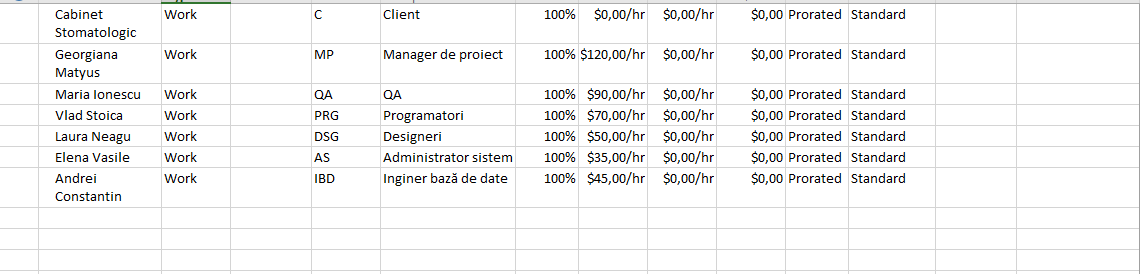 Cabinet Stomatologic Work C Client 100% $0,00/hr $0,00/hr $0,00 Prorated Standard
Georgiana Matyus Work MP Manager de proiect 100% $120,00/hr $0,00/hr $0,00 Prorated Standard
Maria Ionescu Work QA QA 100% $90,00/hr $0,00/hr $0,00 Prorated Standard
Vlad Stoica Work PRG Programatori 100% $70,00/hr $0,00/hr $0,00 Prorated Standard
Laura Neagu Work DSG Designeri 100% $50,00/hr $0,00/hr $0,00 Prorated Standard
Elena Vasile Work AS Administrator sistem 100% $35,00/hr $0,00/hr $0,00 Prorated Standard
Andrei Constantin Work IBD Inginer bază de date 100% $45,00/hr $0,00/hr $0,00 Prorated Standard